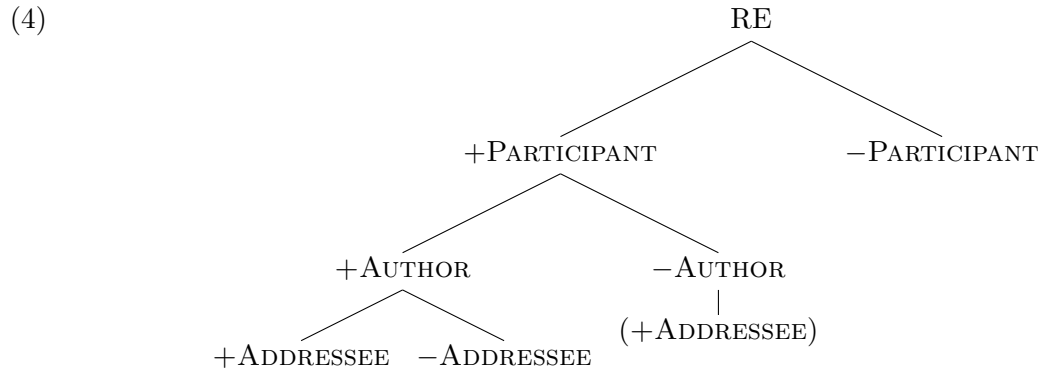 (4) RE
+PARTICIPANT −PARTICIPANT
+AUTHOR −AUTHOR
(+ADDRESSEE)
+ADDRESSEE −ADDRESSEE